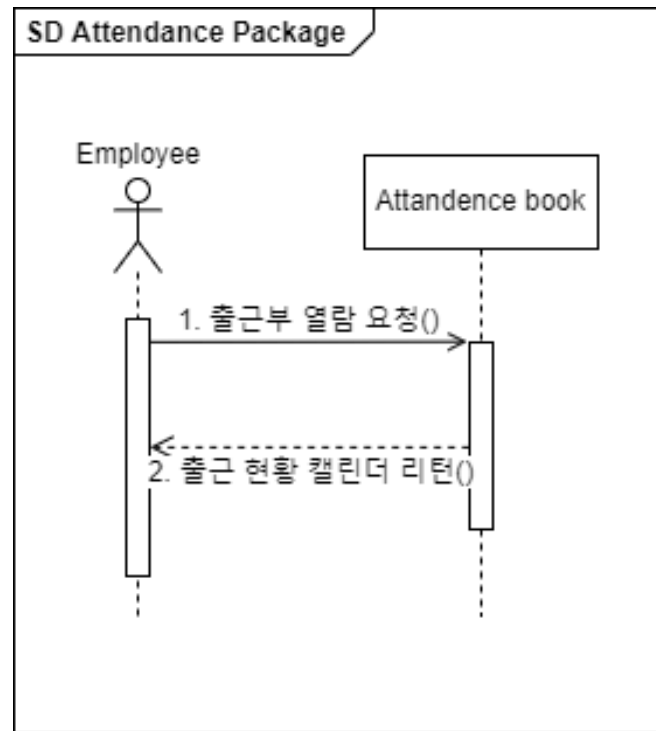 SD Attendance Package
Employee
Attandence book
1. 출근부 열람 요청()
2. 출근 현황 캘린더 리턴()